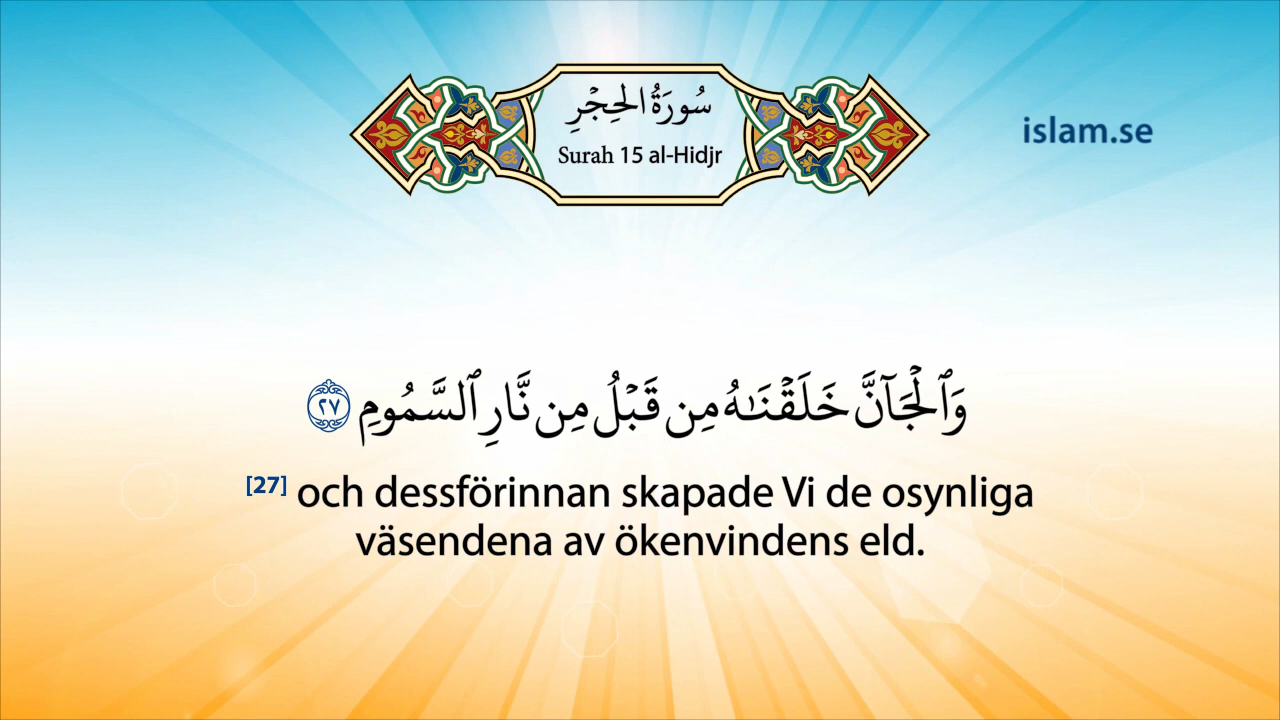 سُورَةُ الحِجْرِ
Surah 15 al-Hidjr
islam.se
وَٱلْجَآنَّ خَلَقْنَـٰهُ مِن قَبْلُ مِن نَّارِ ٱلسَّمُومِ ٢٧
[27] och dessförinnan skapade Vi de osynliga
väsendena av ökenvindens eld.